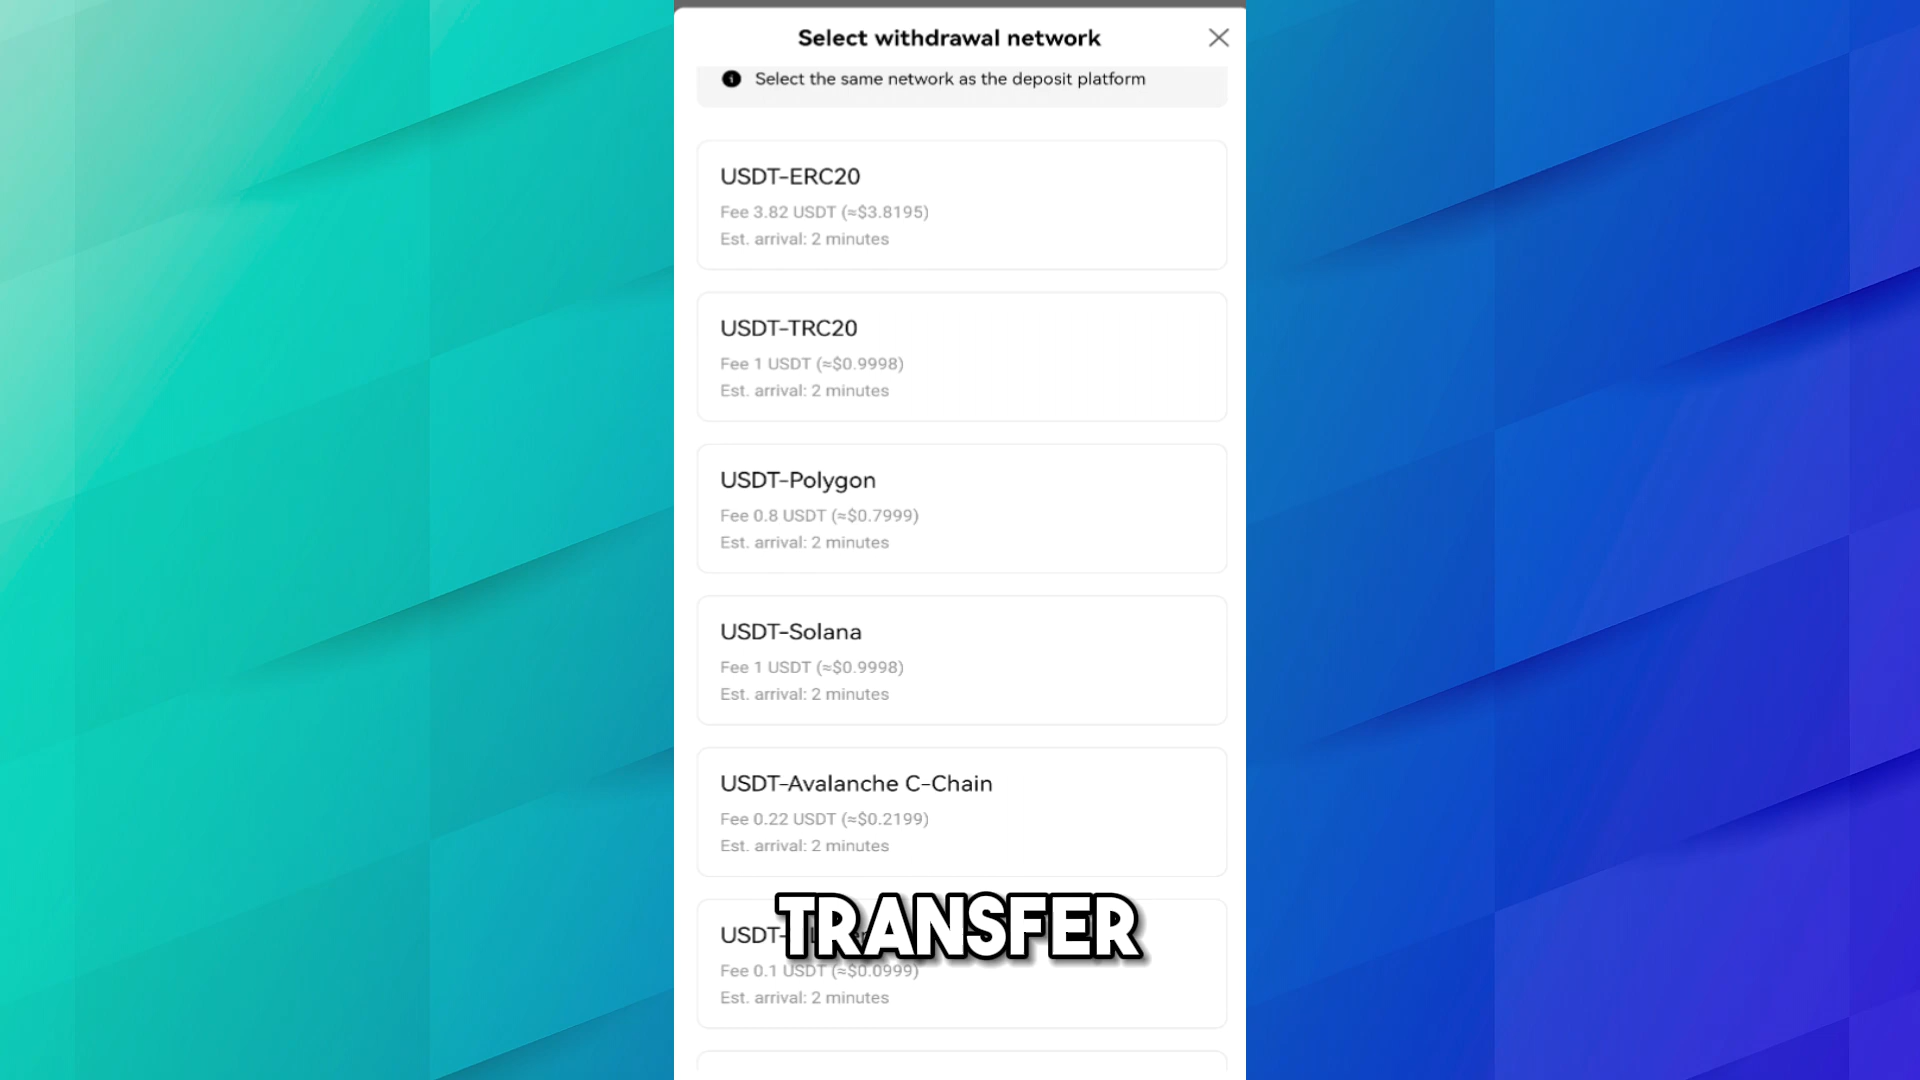 Select withdrawal network
Select the same network as the deposit platform
USDT-ERC20
Fee 3.82 USDT (≈$3.8195)
Est. arrival: 2 minutes
USDT-TRC20
Fee 1 USDT (≈$0.9998)
Est. arrival: 2 minutes
USDT-Polygon
Fee 0.8 USDT (≈$0.7999)
Est. arrival: 2 minutes
USDT-Solana
Fee 1 USDT (≈$0.9998)
Est. arrival: 2 minutes
USDT-Avalanche C-Chain
Fee 0.22 USDT (≈$0.2199)
Est. arrival: 2 minutes
USDT-
TRANSFER
Fee 0.1 USDT (≈$0.0999)
Est. arrival: 2 minutes